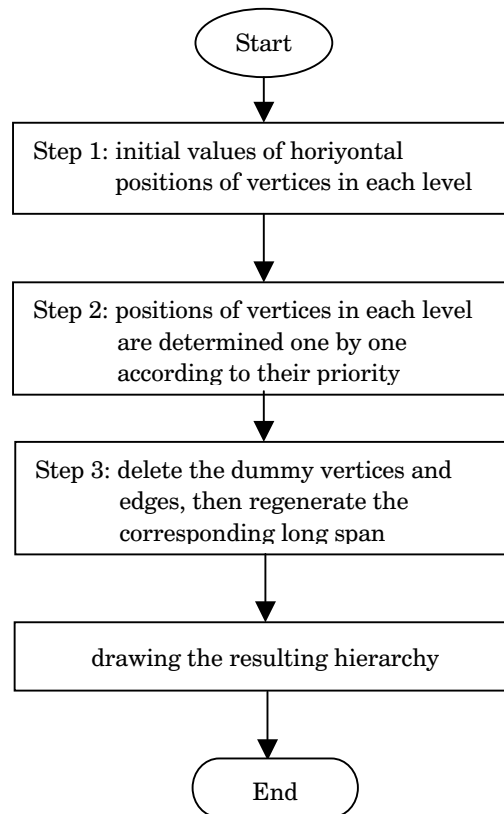 Start
Step 1: initial values of horiyontal
positions of vertices in each level
Step 2: positions of vertices in each level
are determined one by one
according to their priority
Step 3: delete the dummy vertices and
edges, then regenerate the
corresponding long span
drawing the resulting hierarchy
End